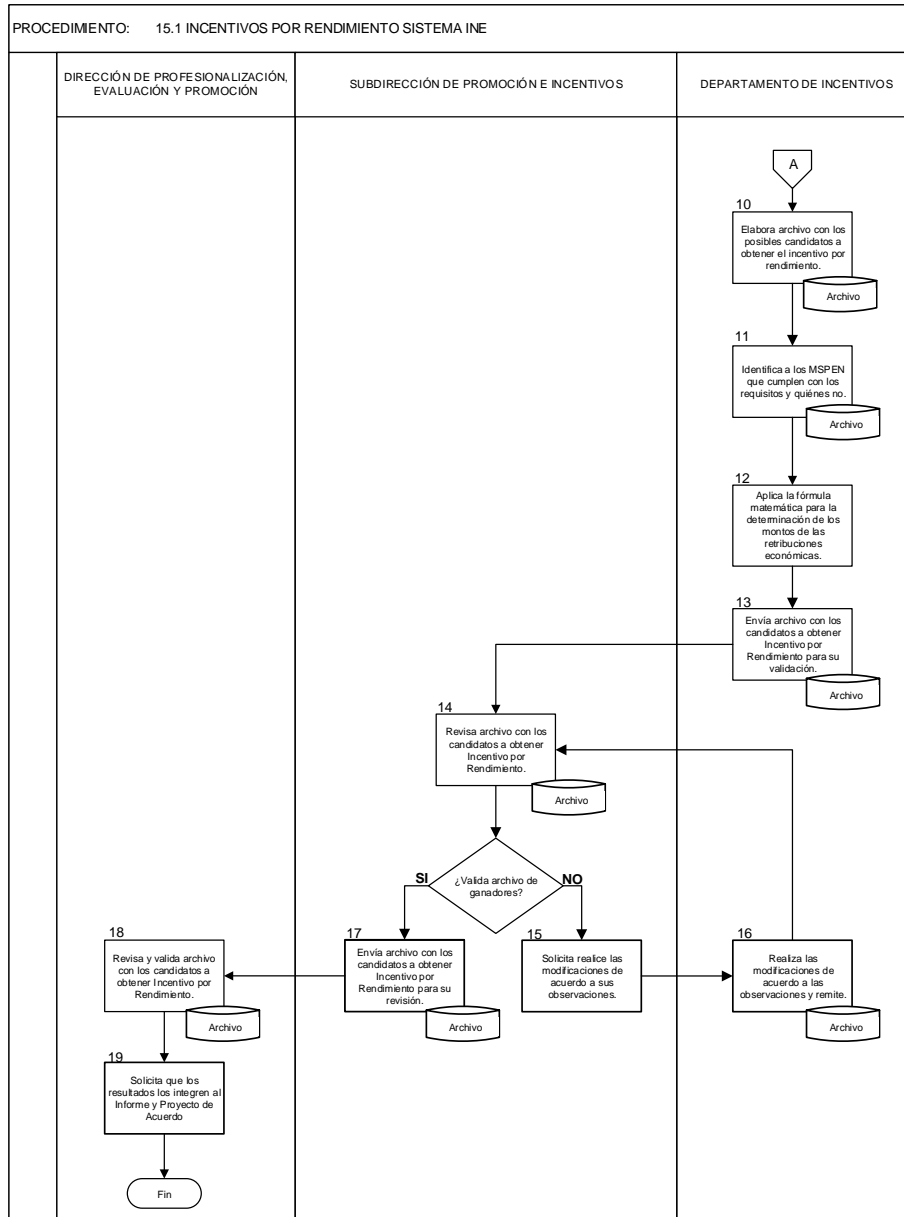 PROCEDIMIENTO: 15.1 INCENTIVOS POR RENDIMIENTO SISTEMA INE
DIRECCIÓN DE PROFESIONALIZACIÓN,
EVALUACIÓN Y PROMOCIÓN
SUBDIRECCIÓN DE PROMOCIÓN E INCENTIVOS
DEPARTAMENTO DE INCENTIVOS
A
10
Elabora archivo con los
posibles candidatos a
obtener el incentivo por
rendimiento.
Archivo
11
Identifica a los MSPEN
que cumplen con los
requisitos y quiénes no.
Archivo
12
Aplica la fórmula
matemática para la
determinación de los
montos de las
retribuciones
económicas.
13
Envía archivo con los
candidatos a obtener
Incentivo por
Rendimiento para su
validación.
Archivo
14
Revisa archivo con los
candidatos a obtener
Incentivo por
Rendimiento.
Archivo
¿Valida archivo de
ganadores?
SI
NO
15
Solicita realice las
modificaciones de
acuerdo a sus
observaciones.
16
Realiza las
modificaciones de
acuerdo a las
observaciones y remite.
Archivo
17
Envía archivo con los
candidatos a obtener
Incentivo por
Rendimiento para su
revisión.
Archivo
18
Revisa y valida archivo
con los candidatos a
obtener Incentivo por
Rendimiento.
Archivo
19
Solicita que los
resultados los integren al
Informe y Proyecto de
Acuerdo
Fin